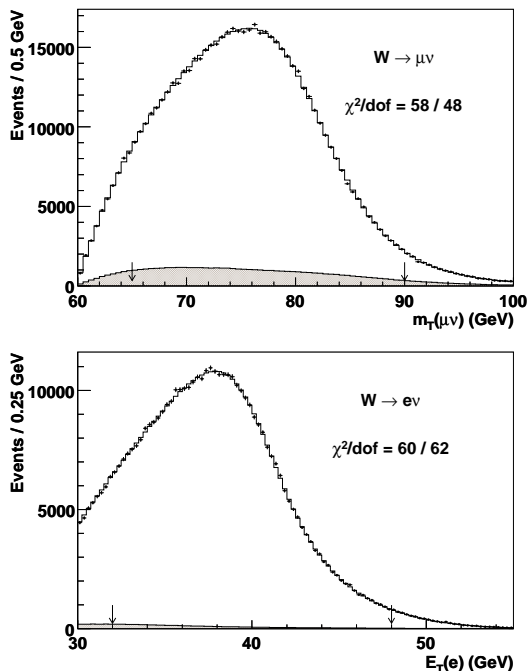 Events / 0.5 GeV
15000
10000
5000
0
W → μν
χ²/dof = 58 / 48
60 70 80 90 100
m_T(μν) (GeV)
Events / 0.25 GeV
10000
5000
0
W → eν
χ²/dof = 60 / 62
30 40 50
E_T(e) (GeV)